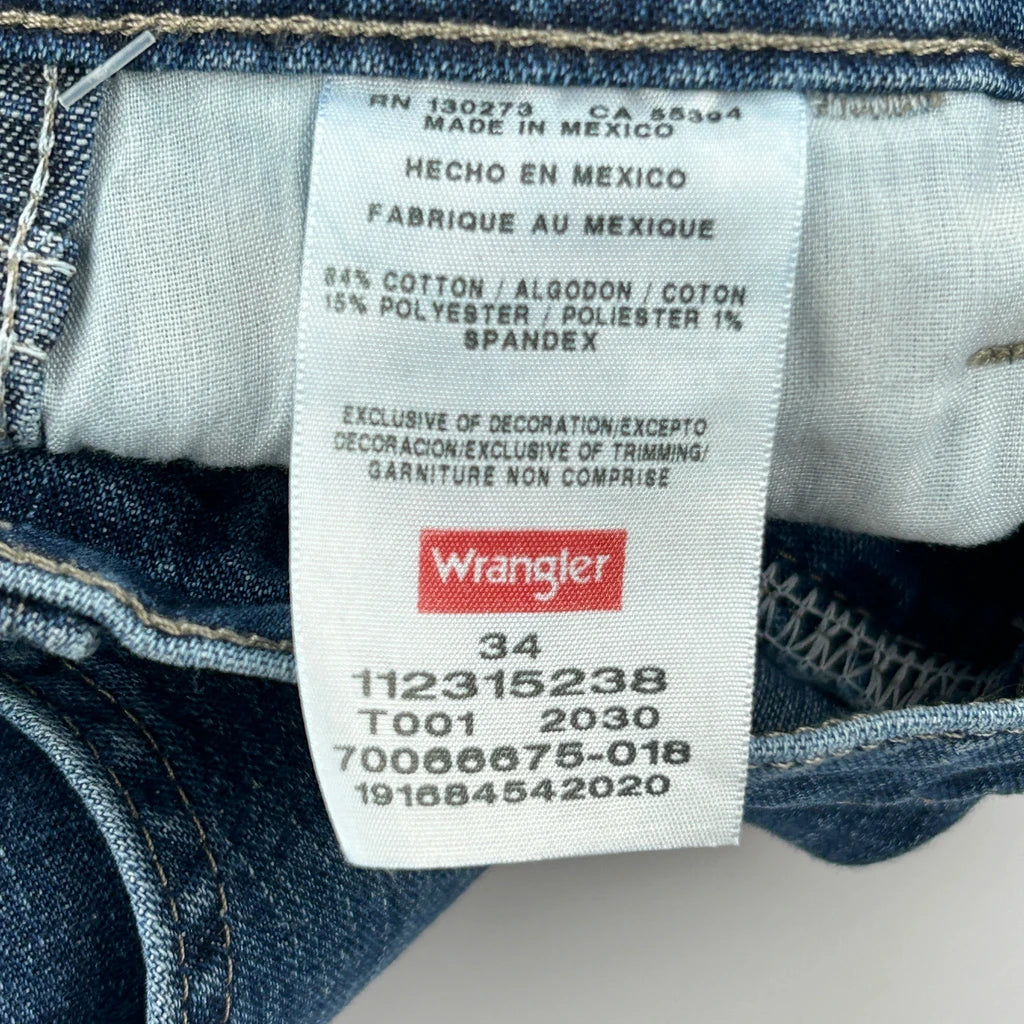 RN 130273 CA 55394
MADE IN MEXICO
HECHO EN MEXICO
FABRIQUE AU MEXIQUE
84% COTTON / ALGODON / COTON
15% POLYESTER / POLIESTER 1%
SPANDEX
EXCLUSIVE OF DECORATION/EXCEPTO
DECORACION/EXCLUSIVE OF TRIMMING/
GARNITURE NON COMPRISE
Wrangler
34
112315238
T001 2030
70066675-018
191684542020